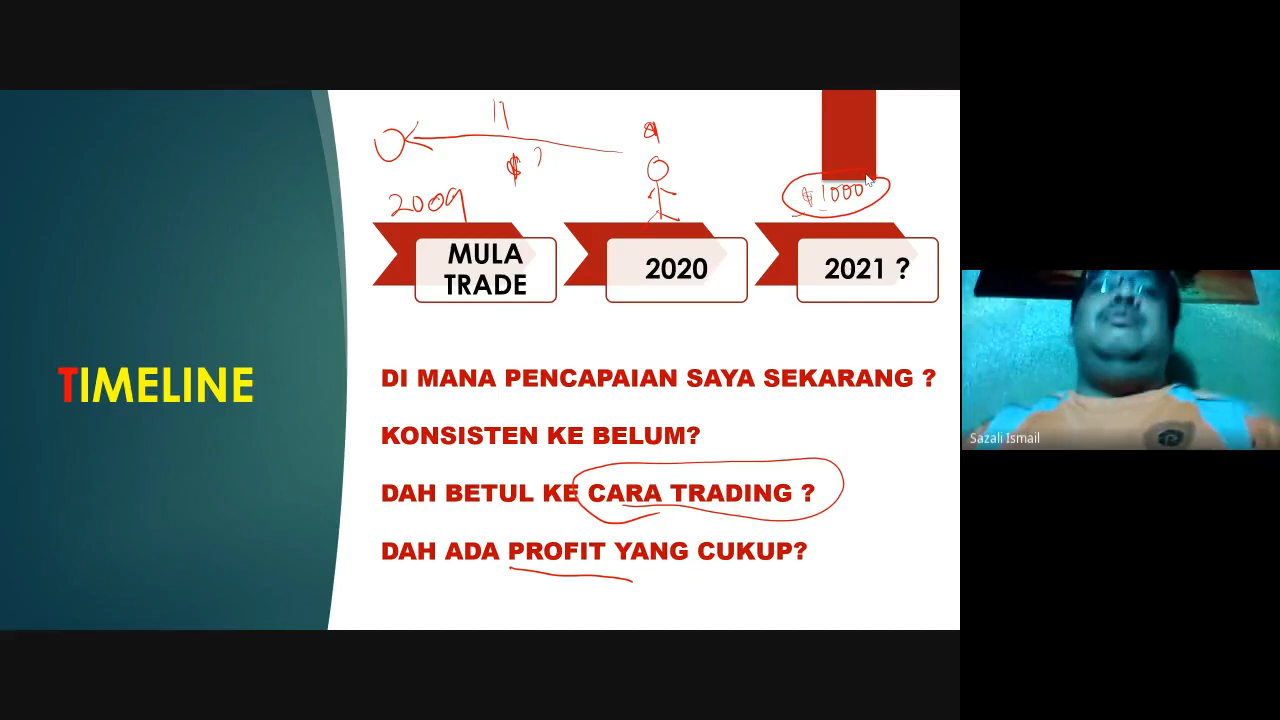 11
$ ?
2009
$1000
MULA
TRADE
2020
2021 ?
TIMELINE
DI MANA PENCAPAIAN SAYA SEKARANG ?
KONSISTEN KE BELUM?
DAH BETUL KE CARA TRADING ?
DAH ADA PROFIT YANG CUKUP?
Sazali Ismail